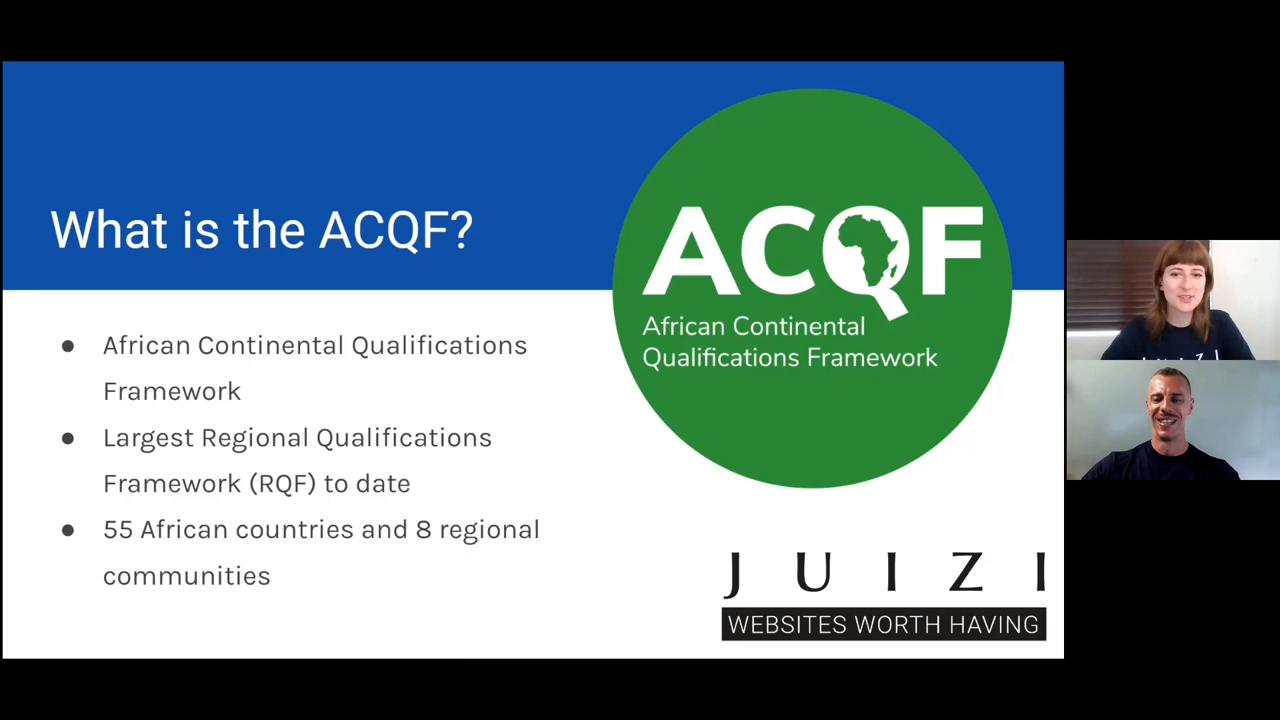 What is the ACQF?
● African Continental Qualifications
Framework
● Largest Regional Qualifications
Framework (RQF) to date
● 55 African countries and 8 regional
communities
ACQF
African Continental
Qualifications Framework
JUIZI
WEBSITES WORTH HAVING
JUIZI